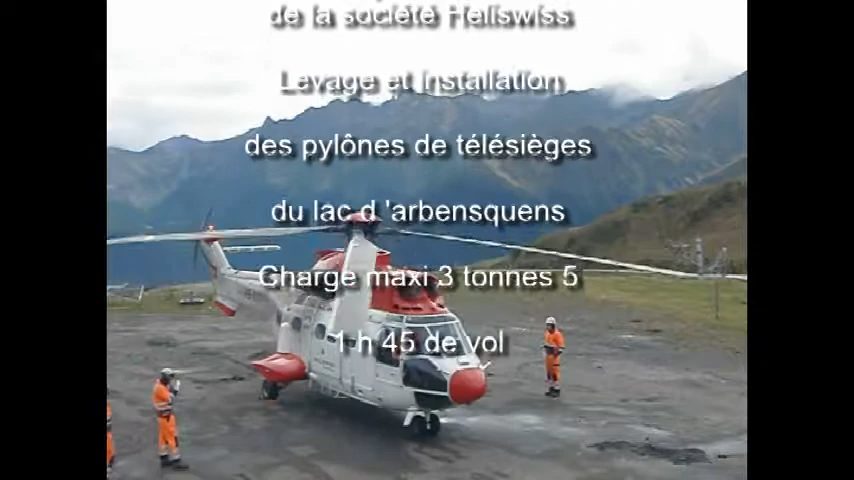 de la société Heliswiss
Levage et installation
des pylônes de télésièges
du lac d 'arbensquens
Charge maxi 3 tonnes 5
1 h 45 de vol